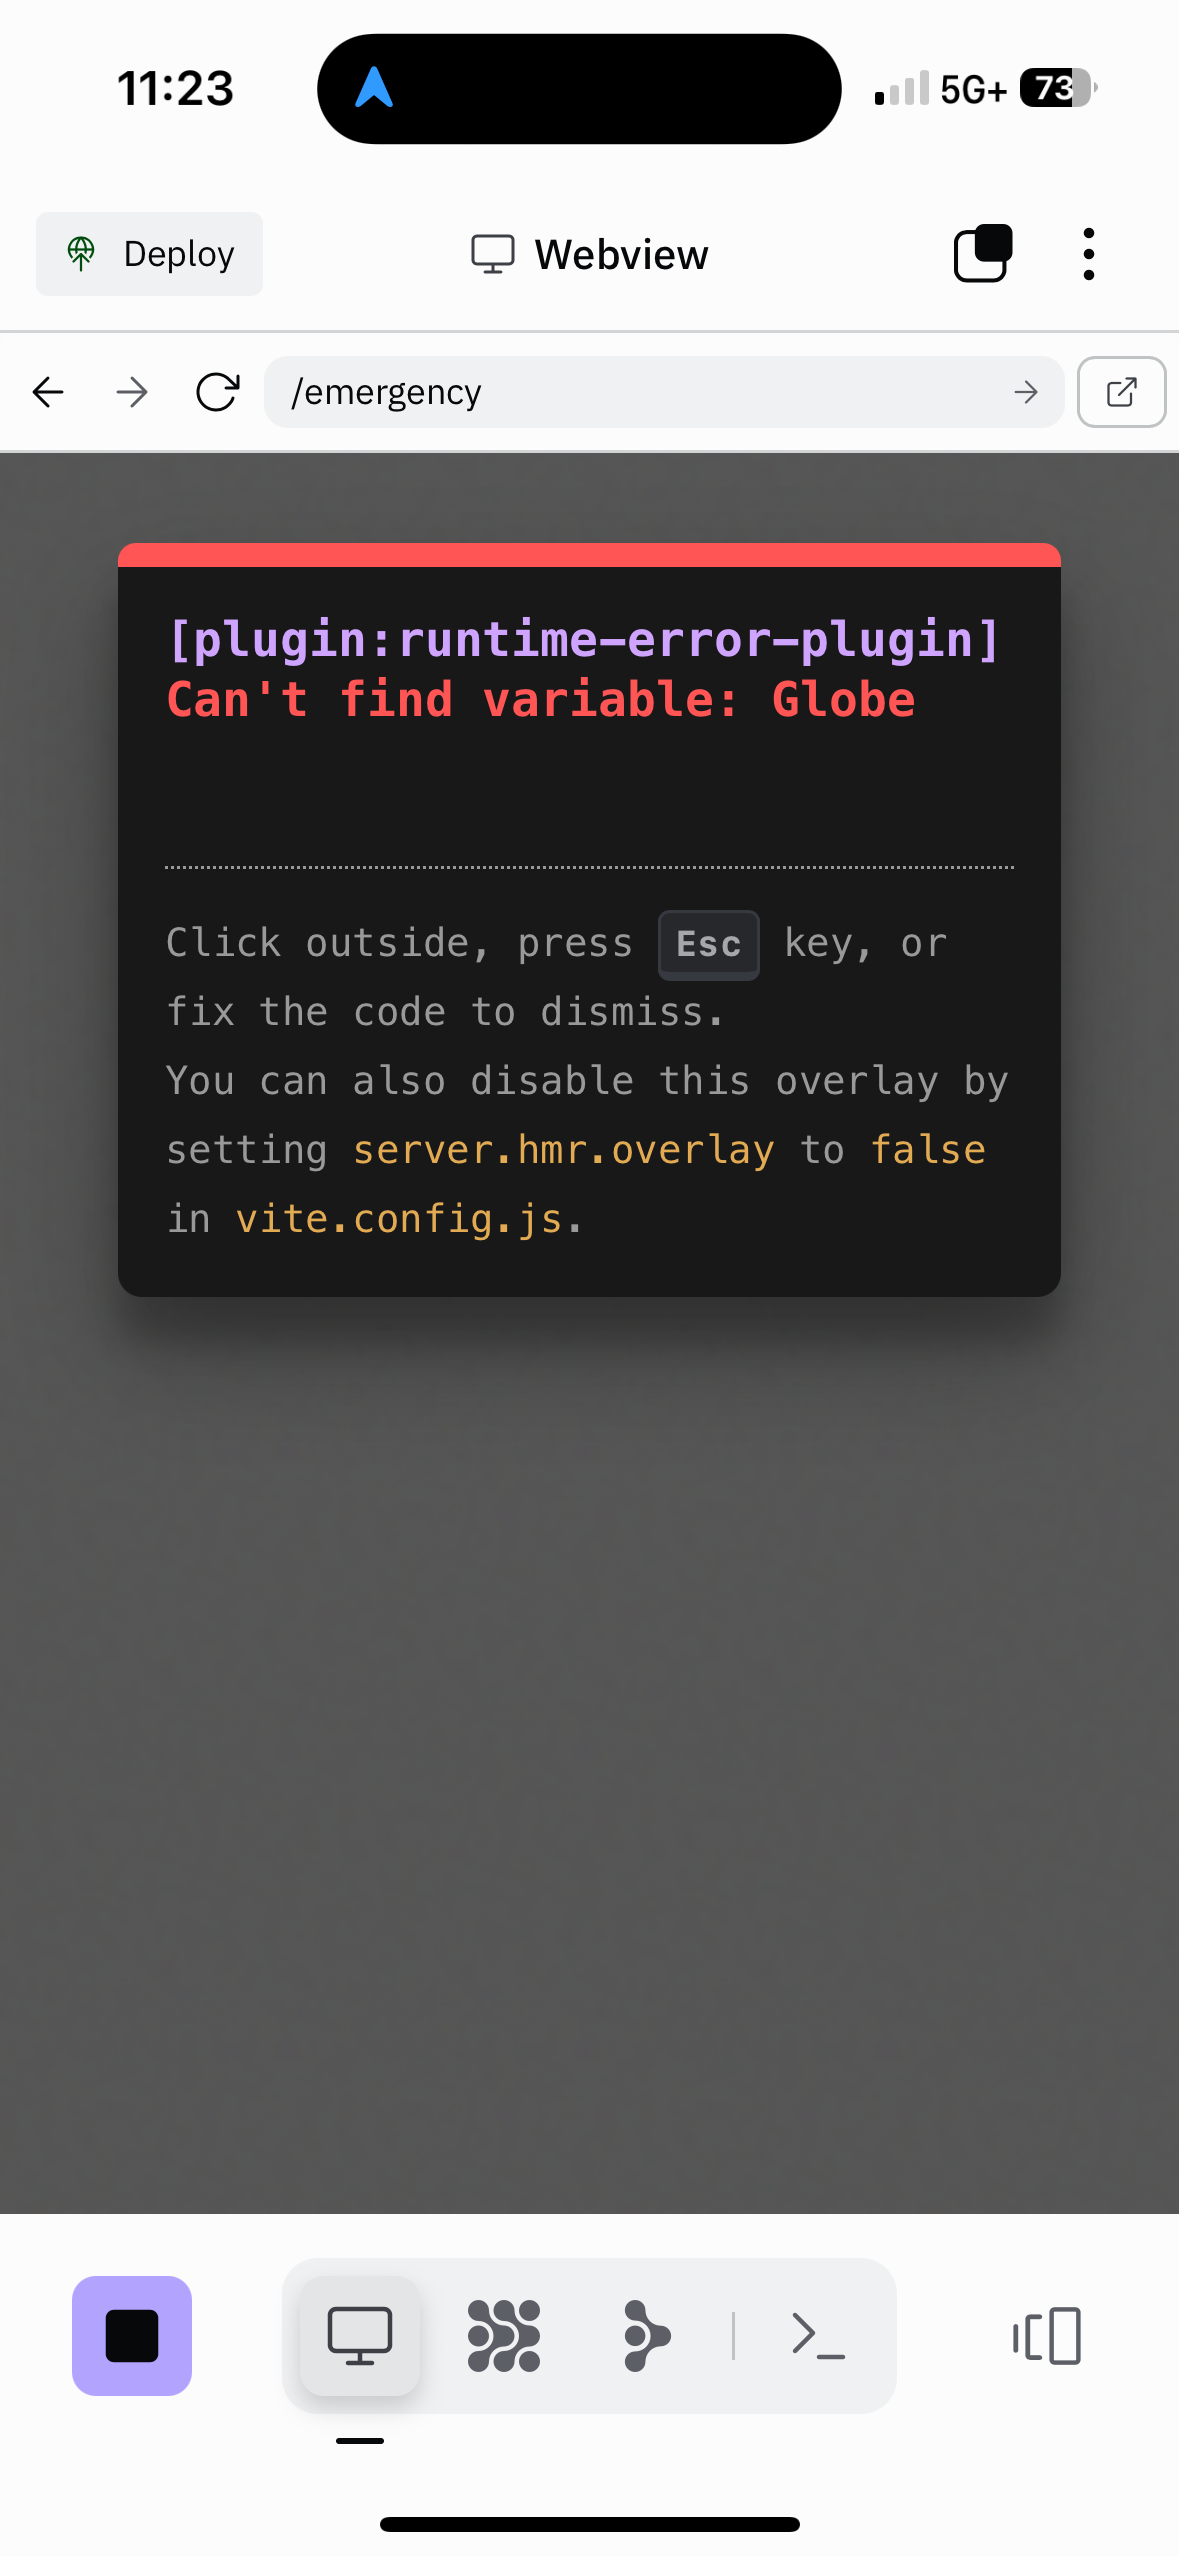 11:23
5G+
73
Deploy
Webview
/emergency
[plugin:runtime-error-plugin]
Can't find variable: Globe
Click outside, press Esc key, or
fix the code to dismiss.
You can also disable this overlay by
setting server.hmr.overlay to false
in vite.config.js.